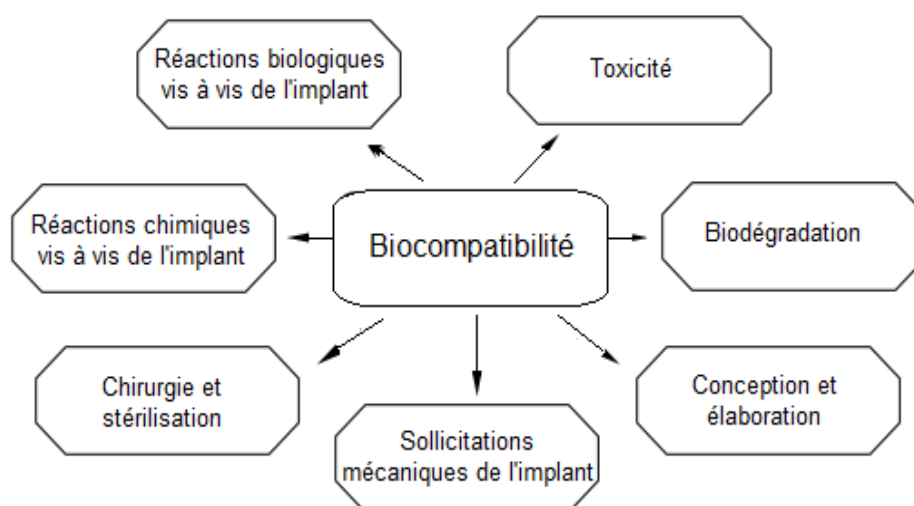 Réactions biologiques
vis à vis de l'implant
Toxicité
Réactions chimiques
vis à vis de l'implant
Biocompatibilité
Biodégradation
Chirurgie et
stérilisation
Sollicitations
mécaniques de l'implant
Conception et
élaboration